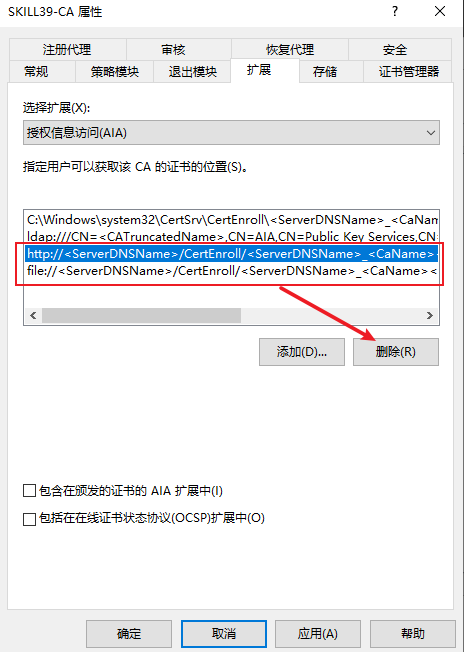 SKILL39-CA 属性
?
注册代理 审核 恢复代理 安全
常规 策略模块 退出模块 扩展 存储 证书管理器
选择扩展(X):
授权信息访问(AIA)
指定用户可以获取该 CA 的证书的位置(S)。
C:\Windows\system32\CertSrv\CertEnroll\<ServerDNSName>_<CaNam
ldap:///CN=<CATruncatedName>,CN=AIA,CN=Public Key Services,CN=
http://<ServerDNSName>/CertEnroll/<ServerDNSName>_<CaName><
file://<ServerDNSName>/CertEnroll/<ServerDNSName>_<CaName><
添加(D)... 删除(R)
包含在颁发的证书的 AIA 扩展中(I)
包括在在线证书状态协议(OCSP)扩展中(O)
确定 取消 应用(A) 帮助